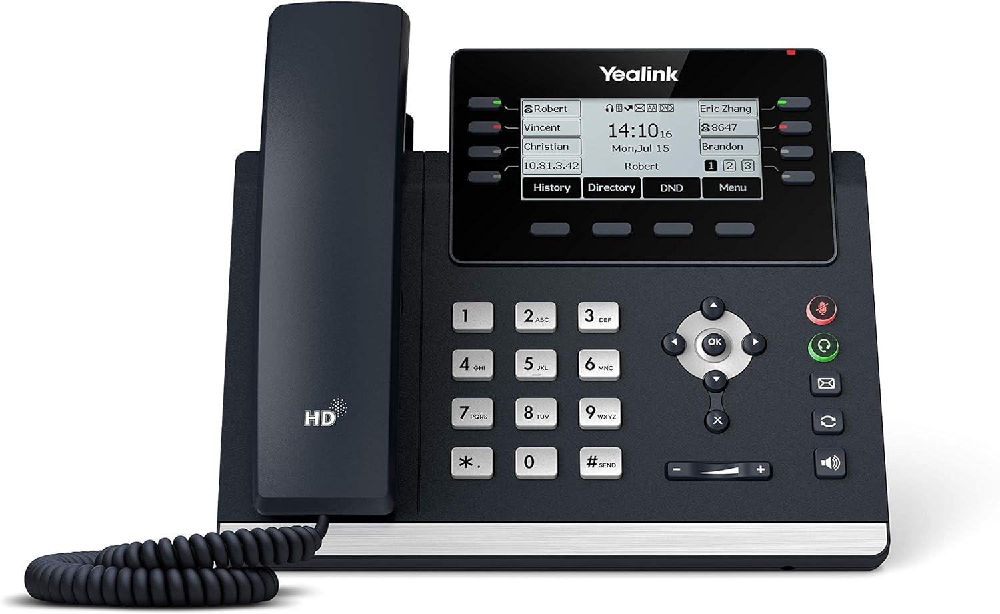 Yealink
Robert
AA DND
Eric Zhang
Vincent
14:10 16
8647
Christian
Mon,Jul 15
Brandon
10.81.3.42
Robert
1 2 3
History Directory DND Menu
1 2 ABC 3 DEF
4 GHI 5 JKL 6 MNO
OK
7 PQRS 8 TUV 9 WXYZ
X
HD
*. 0 # SEND
- +